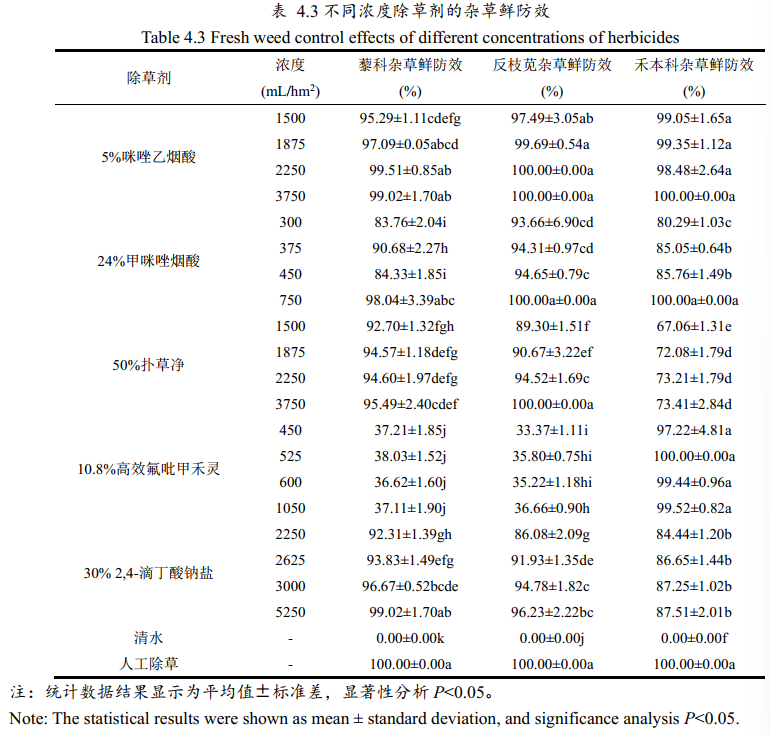 表 4.3 不同浓度除草剂的杂草鲜防效
Table 4.3 Fresh weed control effects of different concentrations of herbicides
除草剂 浓度 (mL/hm2) 藜科杂草鲜防效 (%) 反枝苋杂草鲜防效 (%) 禾本科杂草鲜防效 (%)
5%咪唑乙烟酸
1500 95.29±1.11cdefg 97.49±3.05ab 99.05±1.65a
1875 97.09±0.05abcd 99.69±0.54a 99.35±1.12a
2250 99.51±0.85ab 100.00±0.00a 98.48±2.64a
3750 99.02±1.70ab 100.00±0.00a 100.00±0.00a
24%甲咪唑烟酸
300 83.76±2.04i 93.66±6.90cd 80.29±1.03c
375 90.68±2.27h 94.31±0.97cd 85.05±0.64b
450 84.33±1.85i 94.65±0.79c 85.76±1.49b
750 98.04±3.39abc 100.00a±0.00a 100.00a±0.00a
50%扑草净
1500 92.70±1.32fgh 89.30±1.51f 67.06±1.31e
1875 94.57±1.18defg 90.67±3.22ef 72.08±1.79d
2250 94.60±1.97defg 94.52±1.69c 73.21±1.79d
3750 95.49±2.40cdef 100.00±0.00a 73.41±2.84d
10.8%高效氟吡甲禾灵
450 37.21±1.85j 33.37±1.11i 97.22±4.81a
525 38.03±1.52j 35.80±0.75hi 100.00±0.00a
600 36.62±1.60j 35.22±1.18hi 99.44±0.96a
1050 37.11±1.90j 36.66±0.90h 99.52±0.82a
30% 2,4-滴丁酸钠盐
2250 92.31±1.39gh 86.08±2.09g 84.44±1.20b
2625 93.83±1.49efg 91.93±1.35de 86.65±1.44b
3000 96.67±0.52bcde 94.78±1.82c 87.25±1.02b
5250 99.02±1.70ab 96.23±2.22bc 87.51±2.01b
清水 - 0.00±0.00k 0.00±0.00j 0.00±0.00f
人工除草 - 100.00±0.00a 100.00±0.00a 100.00±0.00a
注：统计数据结果显示为平均值±标准差，显著性分析 P<0.05。
Note: The statistical results were shown as mean ± standard deviation, and significance analysis P<0.05.